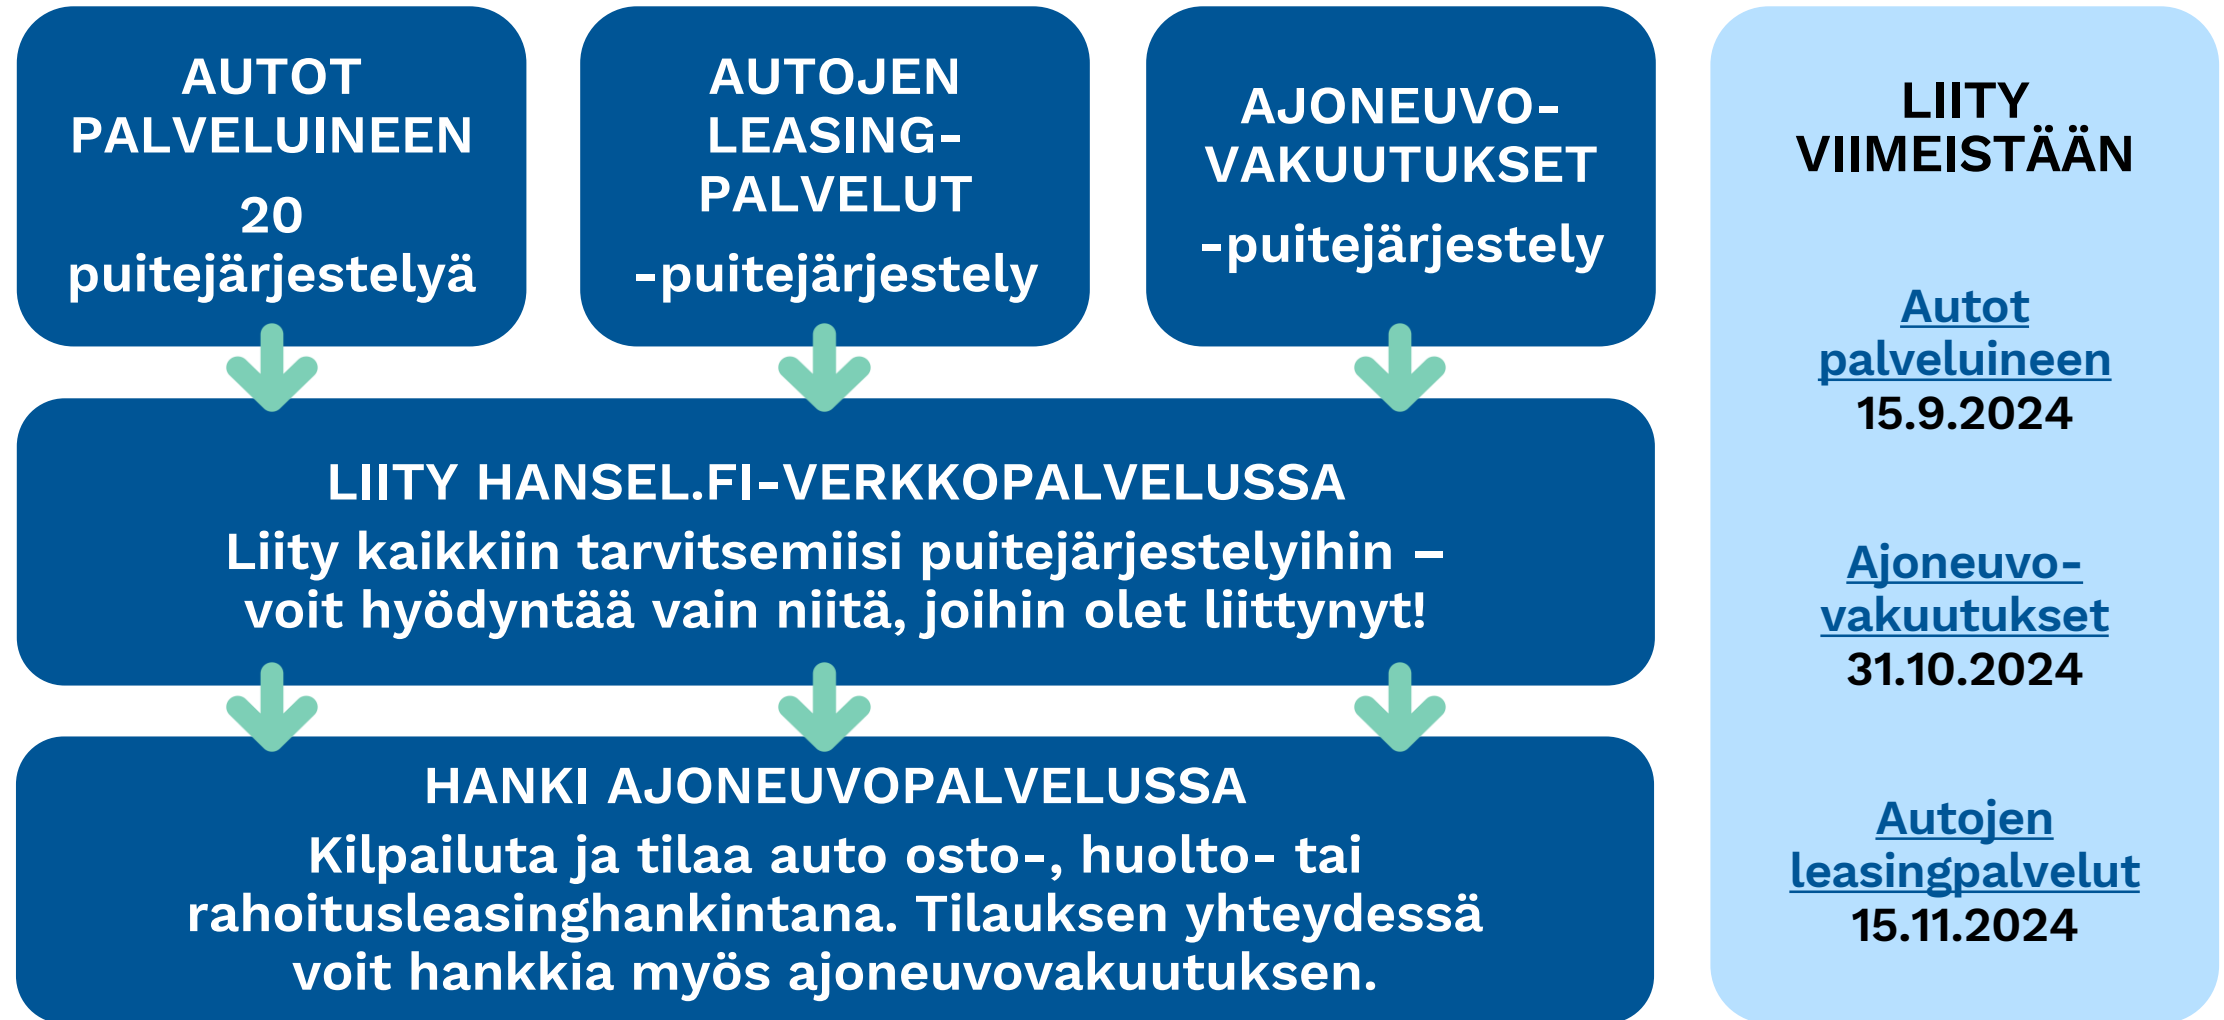 AUTOT
PALVELUINEEN
20
puitejärjestelyä
AUTOJEN
LEASING-
PALVELUT
-puitejärjestely
AJONEUVO-
VAKUUTUKSET
-puitejärjestely
LIITY HANSEL.FI-VERKKOPALVELUSSA
Liity kaikkiin tarvitsemiisi puitejärjestelyihin –
voit hyödyntää vain niitä, joihin olet liittynyt!
HANKI AJONEUVOPALVELUSSA
Kilpailuta ja tilaa auto osto-, huolto- tai
rahoitusleasinghankintana. Tilauksen yhteydessä
voit hankkia myös ajoneuvovakuutuksen.
LIITY
VIIMEISTÄÄN
Autot
palveluineen
15.9.2024
Ajoneuvo-
vakuutukset
31.10.2024
Autojen
leasingpalvelut
15.11.2024